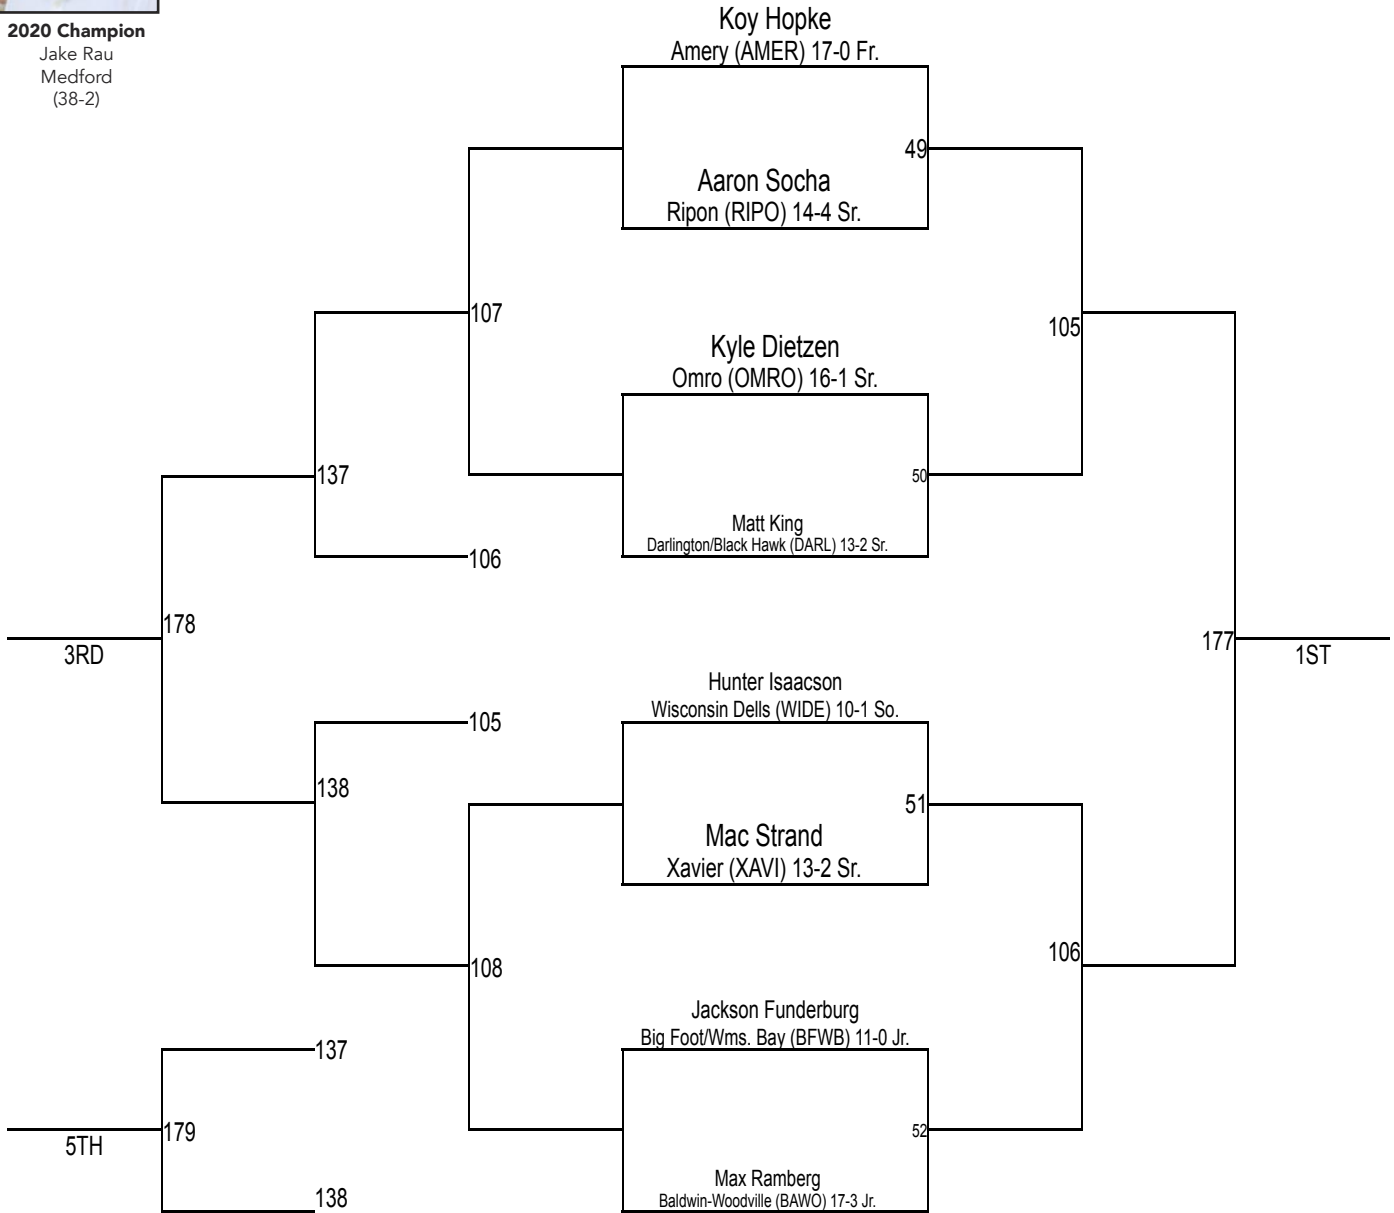 2020 Champion
Jake Rau
Medford
(38-2)
Koy Hopke
Amery (AMER) 17-0 Fr.
49
Aaron Socha
Ripon (RIPO) 14-4 Sr.
107
105
Kyle Dietzen
Omro (OMRO) 16-1 Sr.
137
50
Matt King
Darlington/Black Hawk (DARL) 13-2 Sr.
106
178
3RD
177
1ST
Hunter Isaacson
Wisconsin Dells (WIDE) 10-1 So.
105
138
51
Mac Strand
Xavier (XAVI) 13-2 Sr.
108
106
Jackson Funderburg
Big Foot/Wms. Bay (BFWB) 11-0 Jr.
137
179
5TH
52
Max Ramberg
Baldwin-Woodville (BAWO) 17-3 Jr.
138